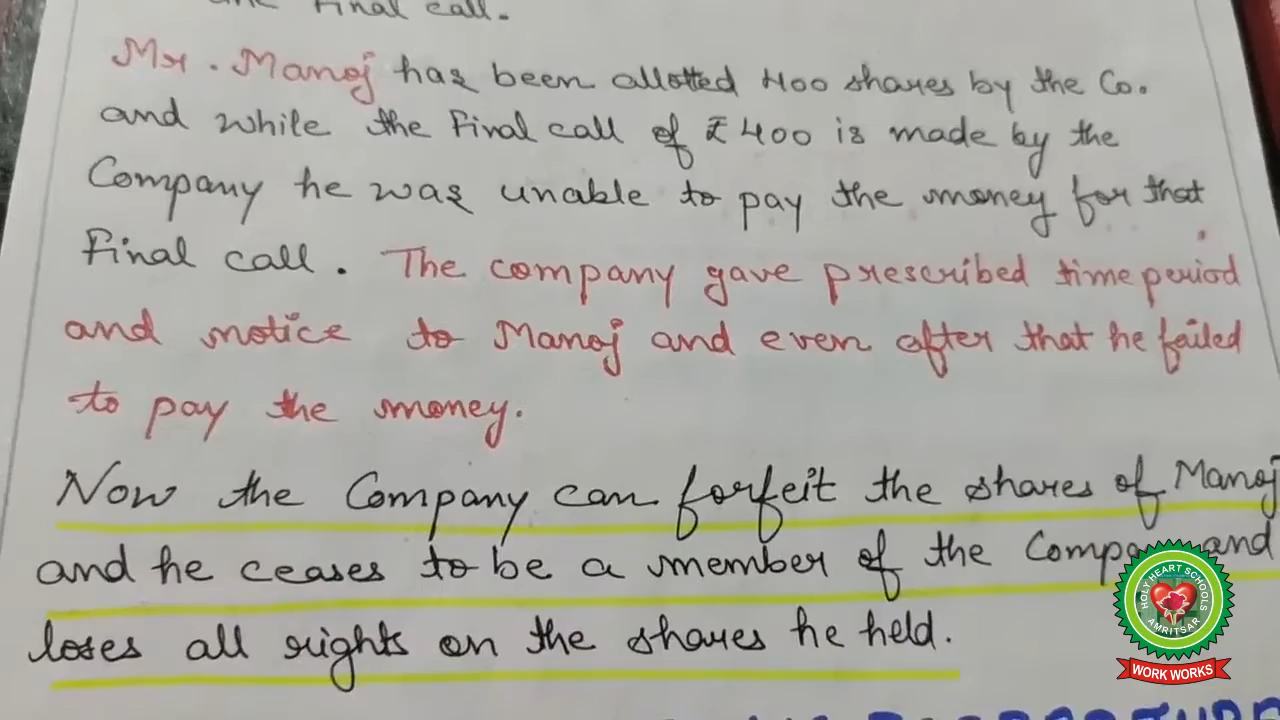 Final call.
Mr. Manoj has been allotted 400 shares by the Co.
and while the Final call of ₹400 is made by the
Company he was unable to pay the money for that
Final call. The company gave prescribed time period
and notice to Manoj and even after that he failed
to pay the money.
Now the Company can forfeit the shares of Manoj
and he ceases to be a member of the Company and
loses all rights on the shares he held.
HOLY HEART SCHOOLS
AMRITSAR
WORK WORKS